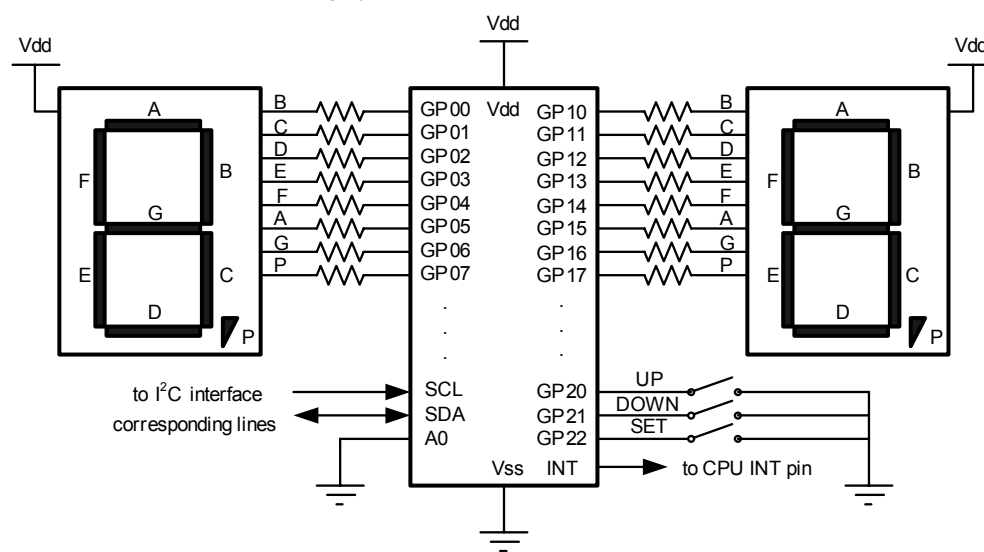 Vdd
Vdd
Vdd
A
F
B
G
E
C
D
P
B
C
D
E
F
A
G
P
GP00
GP01
GP02
GP03
GP04
GP05
GP06
GP07
.
.
.
SCL
SDA
A0
Vdd
GP10
GP11
GP12
GP13
GP14
GP15
GP16
GP17
.
.
.
GP20
GP21
GP22
Vss INT
B
C
D
E
F
A
G
P
A
F
B
G
E
C
D
P
to I²C interface
corresponding lines
UP
DOWN
SET
to CPU INT pin